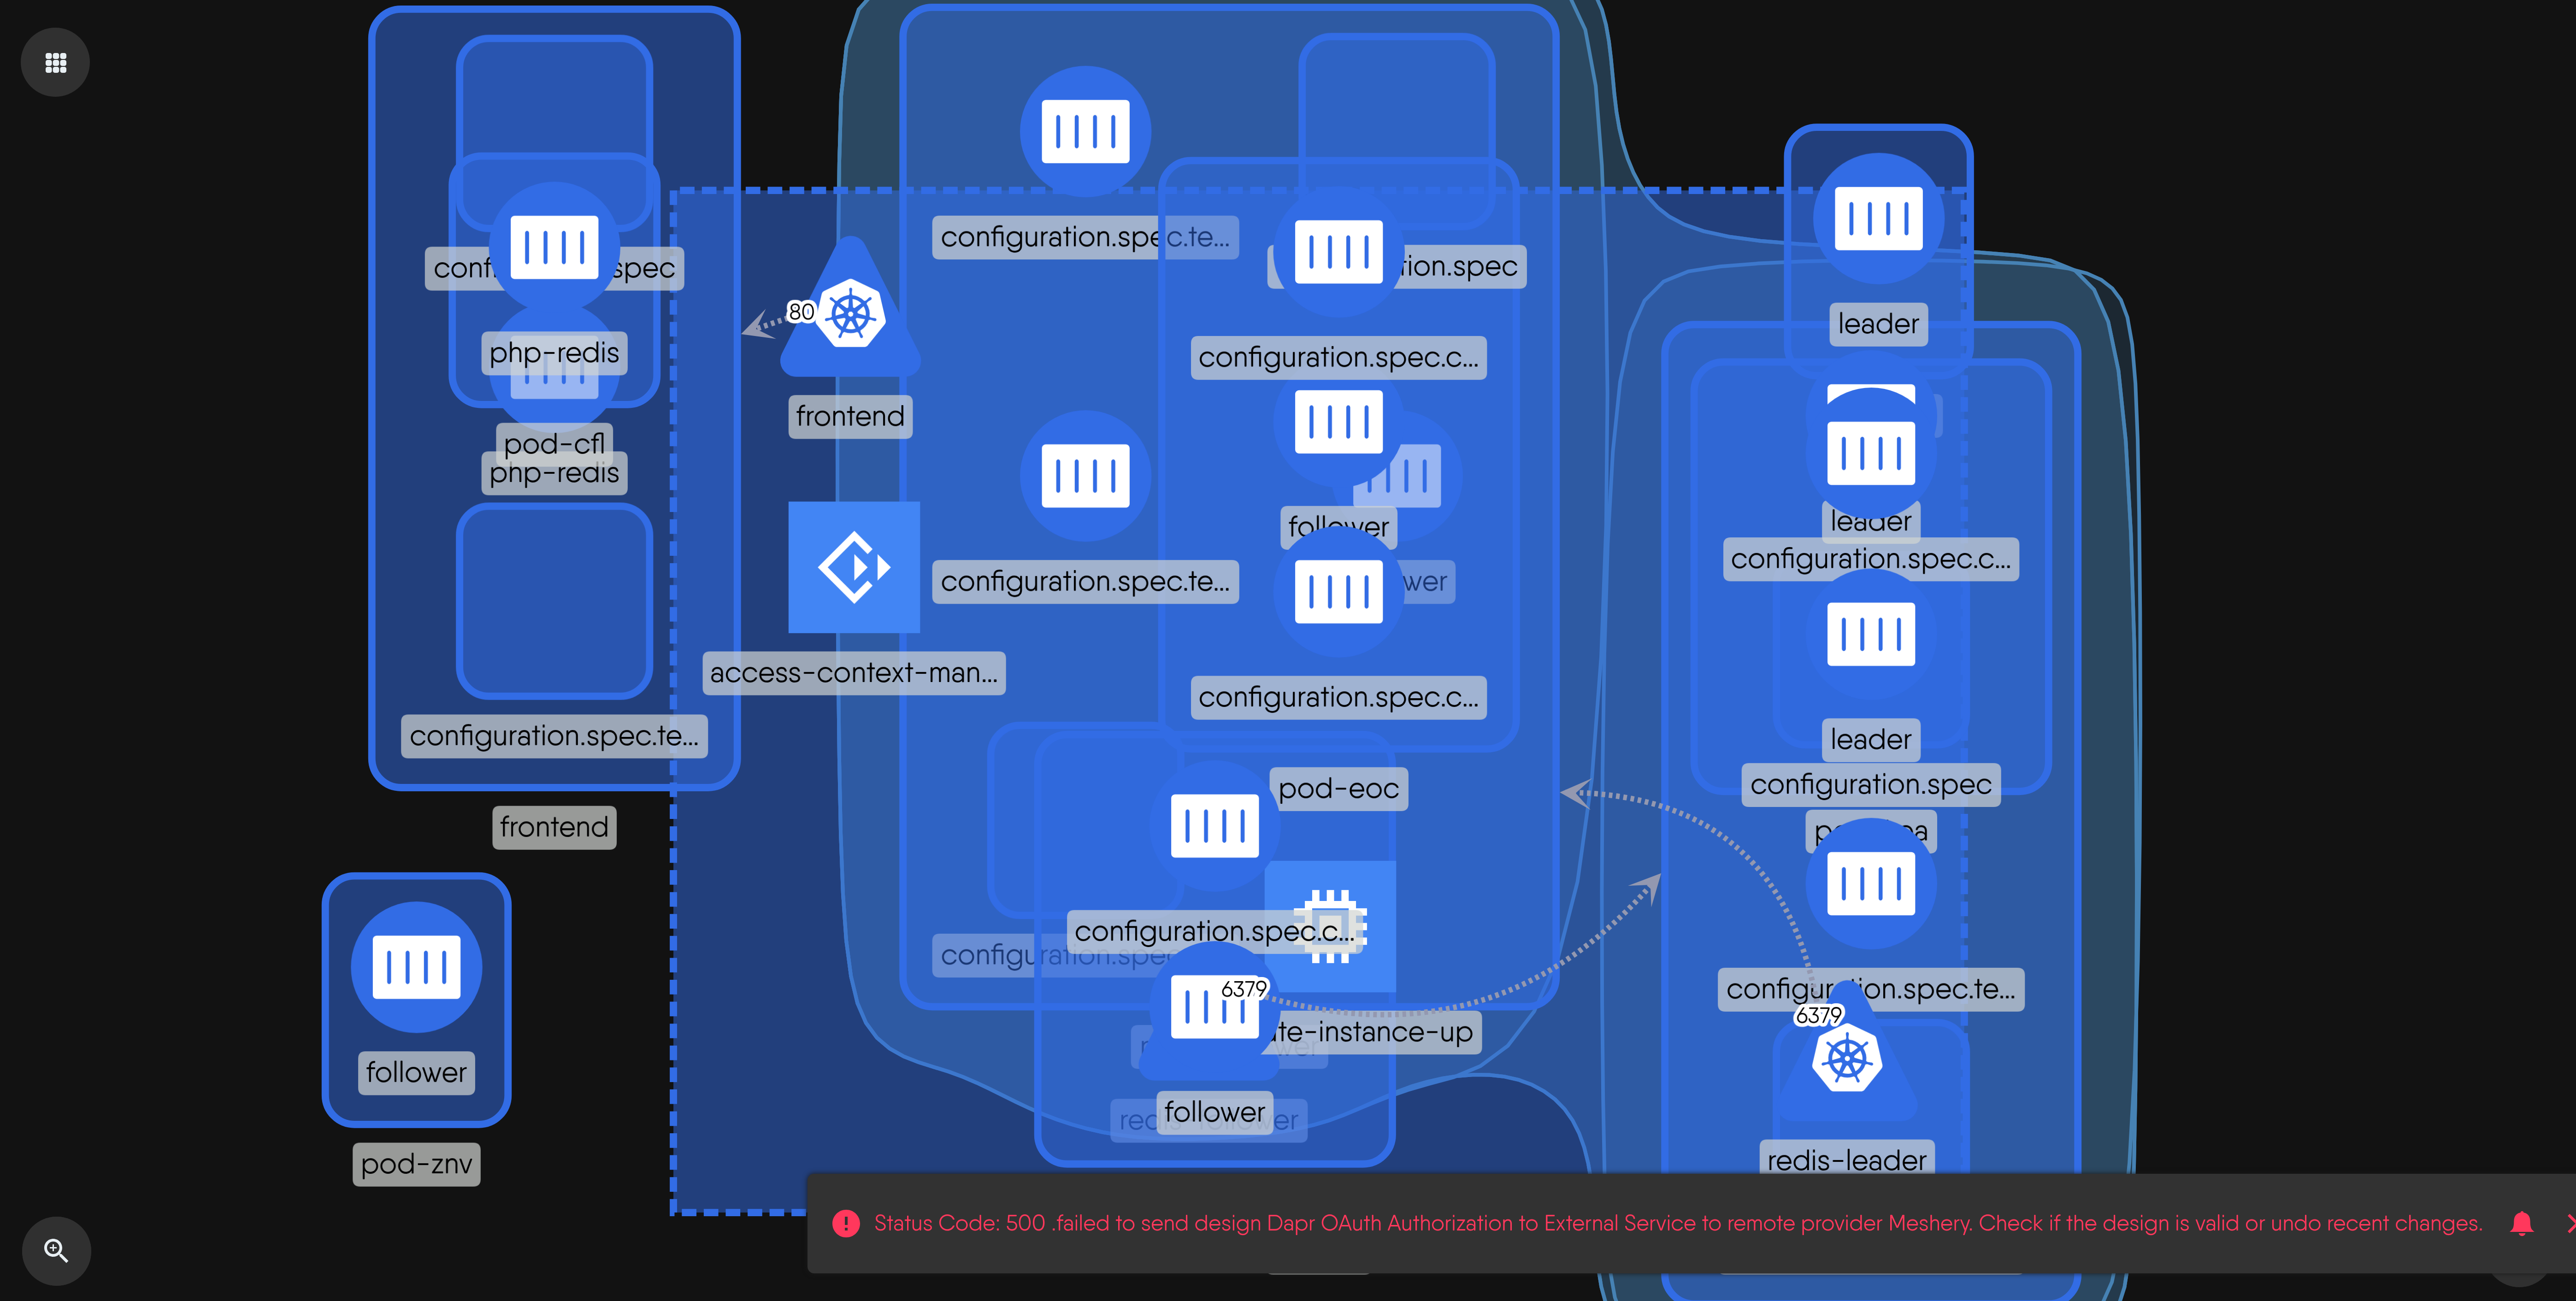 conf
spec
php-redis
pod-cfl
php-redis
configuration.spec.te...
frontend
follower
pod-znv
80
frontend
access-context-man...
configuration.spec.te...
tion.spec
configuration.spec.c...
follower
wer
configuration.spec.te...
configuration.spec.c...
pod-eoc
configuration.spec.c...
configuration.spec
6379
te-instance-up
follower
leader
leader
configuration.spec.c...
leader
configuration.spec
configuration.spec.te...
6379
redis-leader
Status Code: 500 .failed to send design Dapr OAuth Authorization to External Service to remote provider Meshery. Check if the design is valid or undo recent changes.